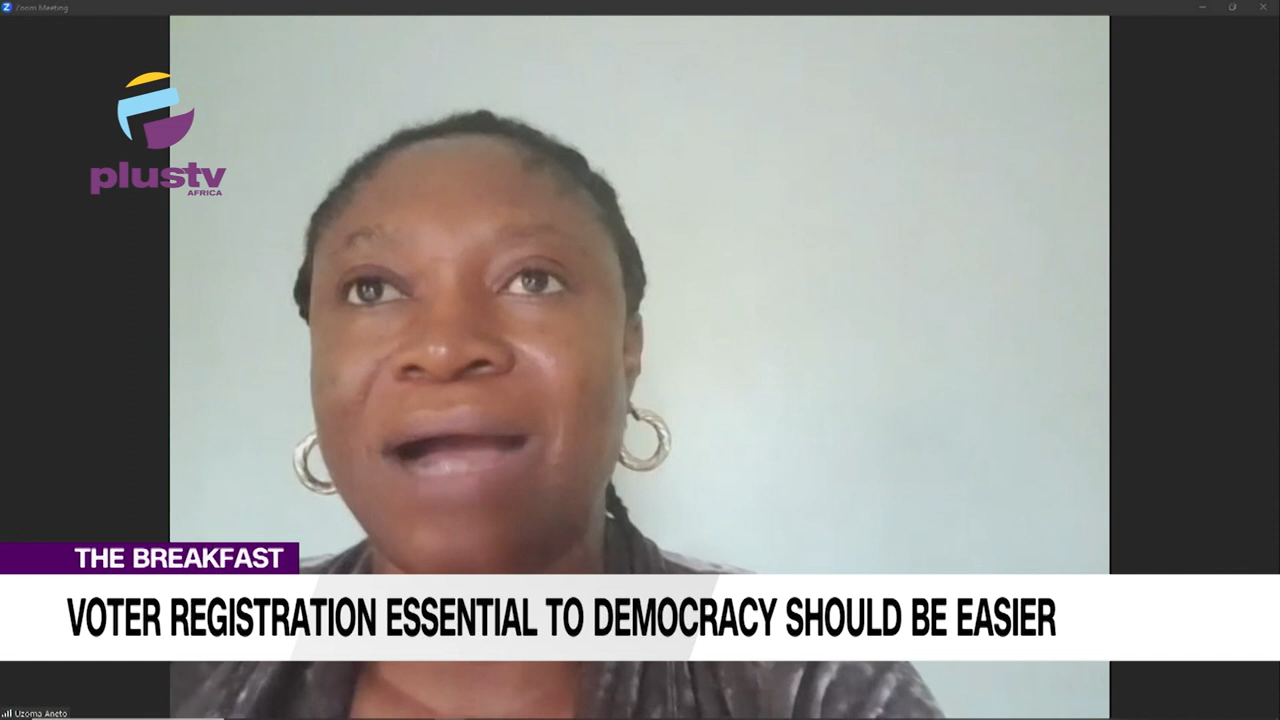 Zoom Meeting
plustv
AFRICA
THE BREAKFAST
VOTER REGISTRATION ESSENTIAL TO DEMOCRACY SHOULD BE EASIER
Uzoma Aneto